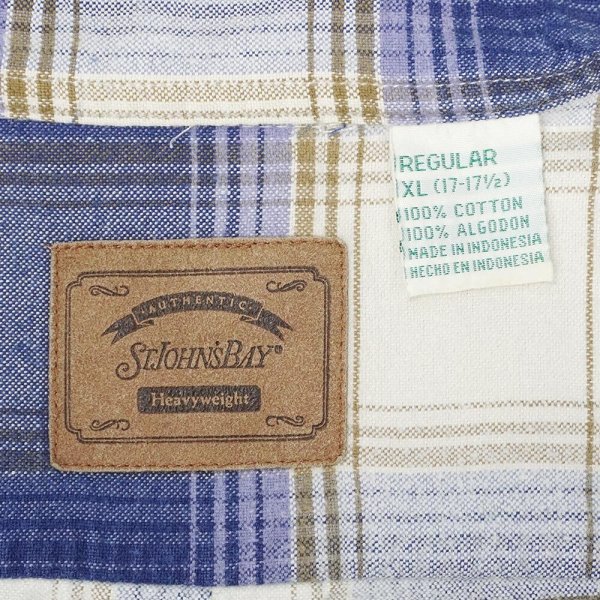 AUTHENTIC
ST. JOHN'S BAY®
Heavyweight
REGULAR
XL (17-17½)
100% COTTON
100% ALGODON
MADE IN INDONESIA
HECHO EN INDONESIA